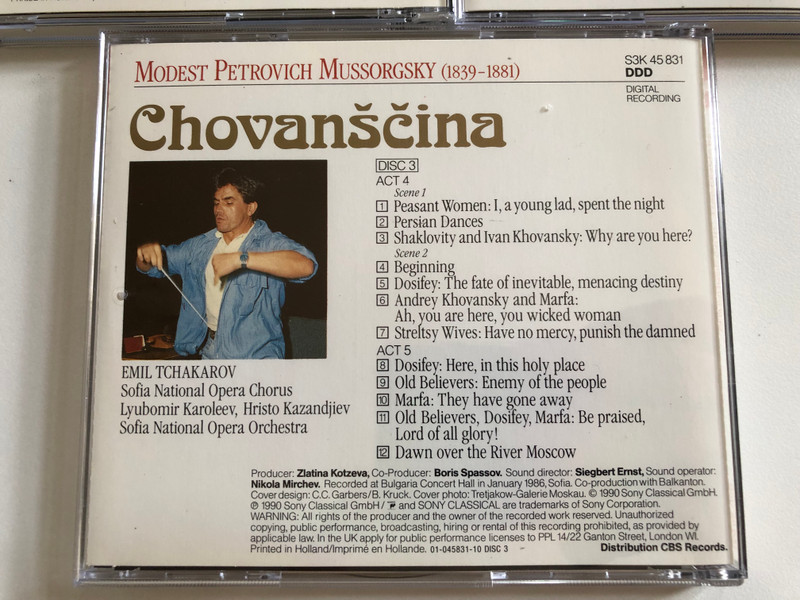 MODEST PETROVICH MUSSORGSKY (1839–1881)
S3K 45 831
DDD
DIGITAL
RECORDING
Chovanščina
DISC 3
ACT 4
Scene 1
1 Peasant Women: I, a young lad, spent the night
2 Persian Dances
3 Shaklovity and Ivan Khovansky: Why are you here?
Scene 2
4 Beginning
5 Dosifey: The fate of inevitable, menacing destiny
6 Andrey Khovansky and Marfa:
Ah, you are here, you wicked woman
7 Streltsy Wives: Have no mercy, punish the damned
ACT 5
8 Dosifey: Here, in this holy place
9 Old Believers: Enemy of the people
10 Marfa: They have gone away
11 Old Believers, Dosifey, Marfa: Be praised,
Lord of all glory!
12 Dawn over the River Moscow
EMIL TCHAKAROV
Sofia National Opera Chorus
Lyubomir Karoleev, Hristo Kazandjiev
Sofia National Opera Orchestra
Producer: Zlatina Kotzeva, Co-Producer: Boris Spassov. Sound director: Siegbert Ernst, Sound operator:
Nikola Mirchev. Recorded at Bulgaria Concert Hall in January 1986, Sofia. Co-production with Balkanton.
Cover design: C.C. Garbers/B. Kruck. Cover photo: Tretjakow-Galerie Moskau. © 1990 Sony Classical GmbH.
℗ 1990 Sony Classical GmbH / and SONY CLASSICAL are trademarks of Sony Corporation.
WARNING: All rights of the producer and the owner of the recorded work reserved. Unauthorized
copying, public performance, broadcasting, hiring or rental of this recording prohibited, as provided by
applicable law. In the UK apply for public performance licenses to PPL 14/22 Ganton Street, London WI.
Printed in Holland/Imprimé en Hollande. 01-045831-10 DISC 3
Distribution CBS Records.